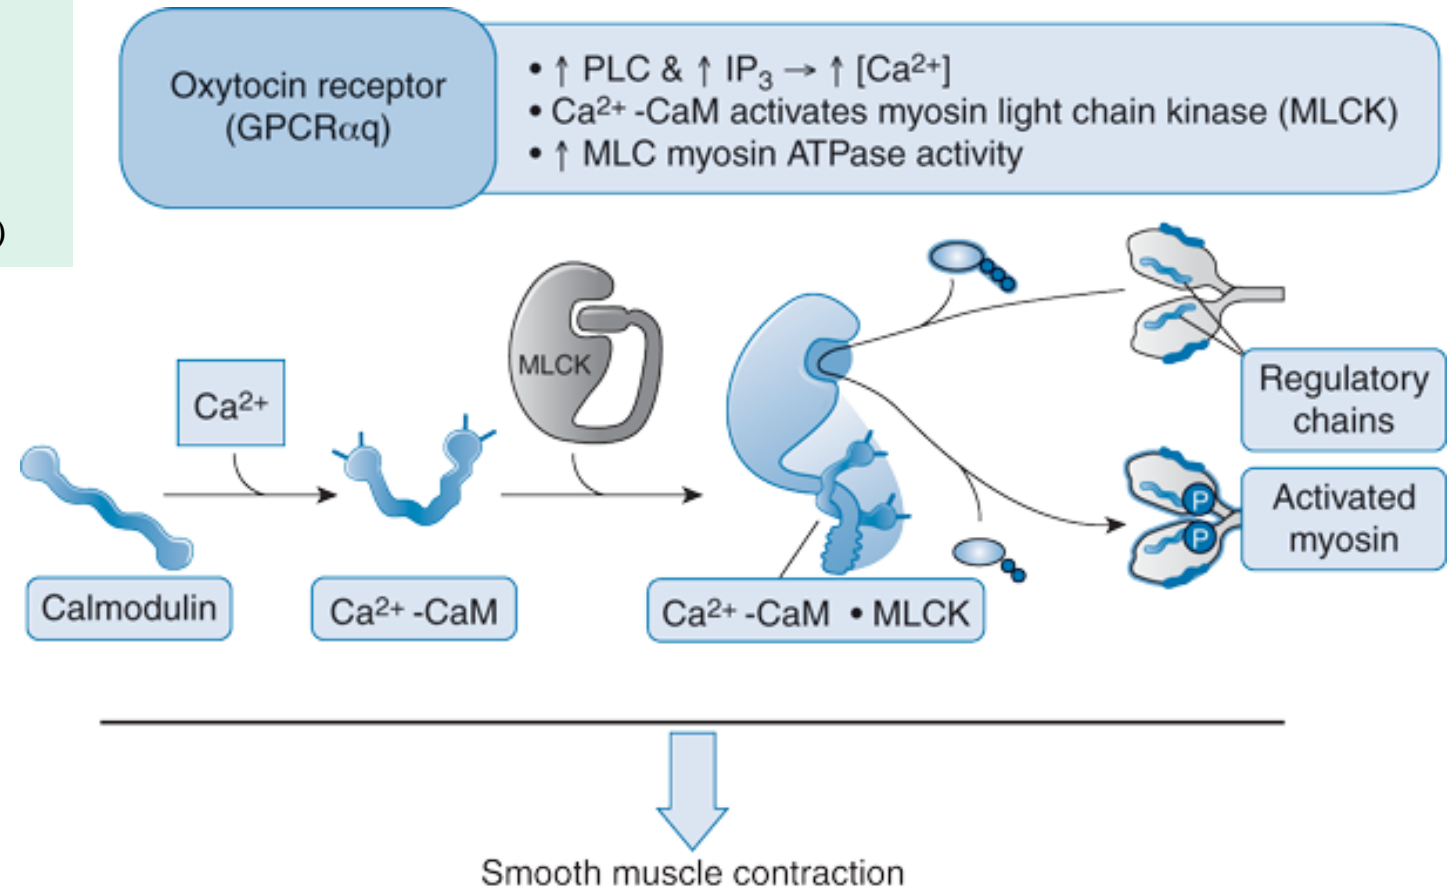 Oxytocin receptor
(GPCRαq)
• ↑ PLC & ↑ IP₃ → ↑ [Ca²⁺]
• Ca²⁺ -CaM activates myosin light chain kinase (MLCK)
• ↑ MLC myosin ATPase activity
)
MLCK
Ca²⁺
Regulatory
chains
P
P
Activated
myosin
Calmodulin
Ca²⁺ -CaM
Ca²⁺ -CaM • MLCK
Smooth muscle contraction